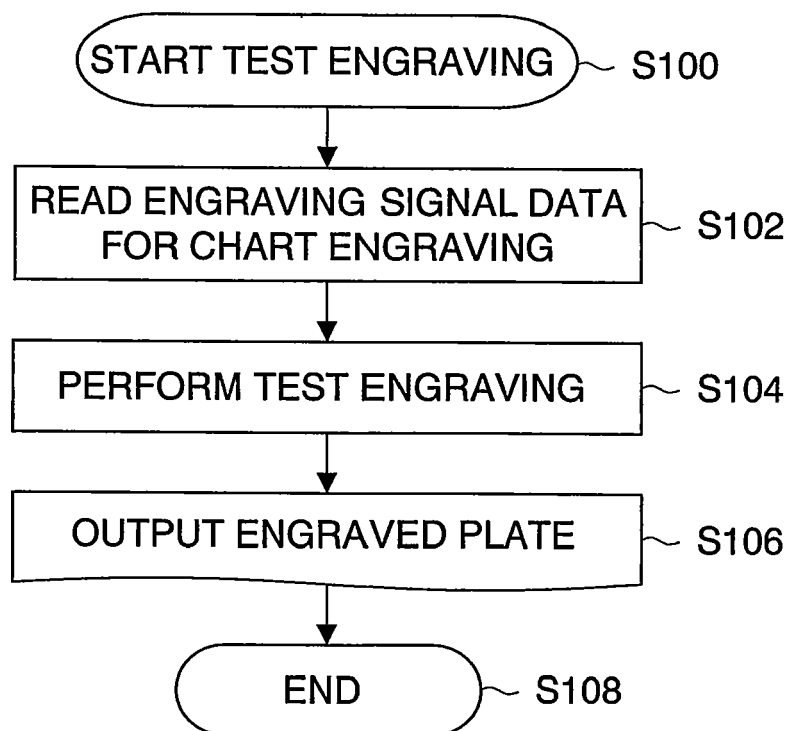 START TEST ENGRAVING S100
READ ENGRAVING SIGNAL DATA
FOR CHART ENGRAVING
S102
PERFORM TEST ENGRAVING S104
OUTPUT ENGRAVED PLATE S106
END S108